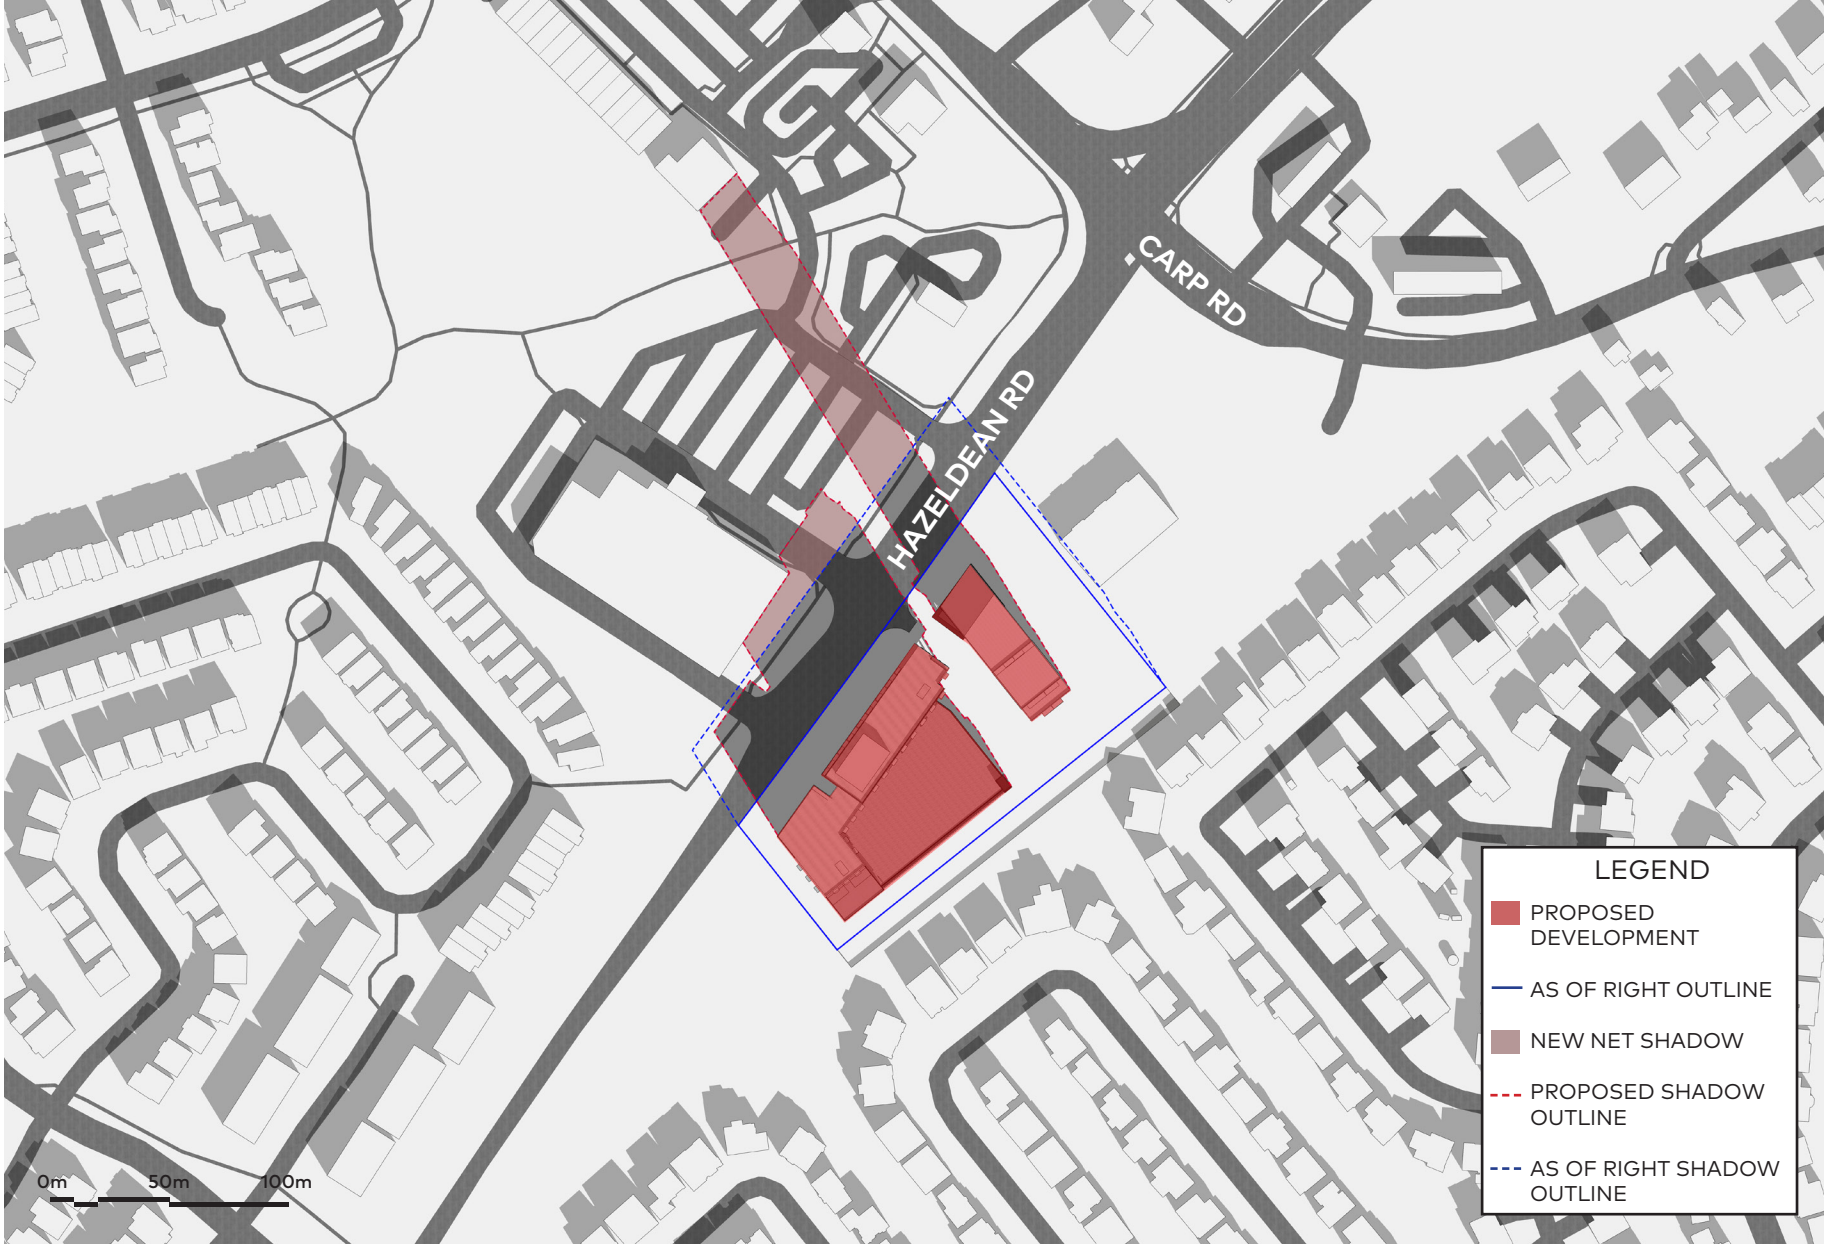 CARP RD
HAZELDEAN RD
LEGEND
PROPOSED
DEVELOPMENT
AS OF RIGHT OUTLINE
NEW NET SHADOW
PROPOSED SHADOW
OUTLINE
AS OF RIGHT SHADOW
OUTLINE
0m 50m 100m